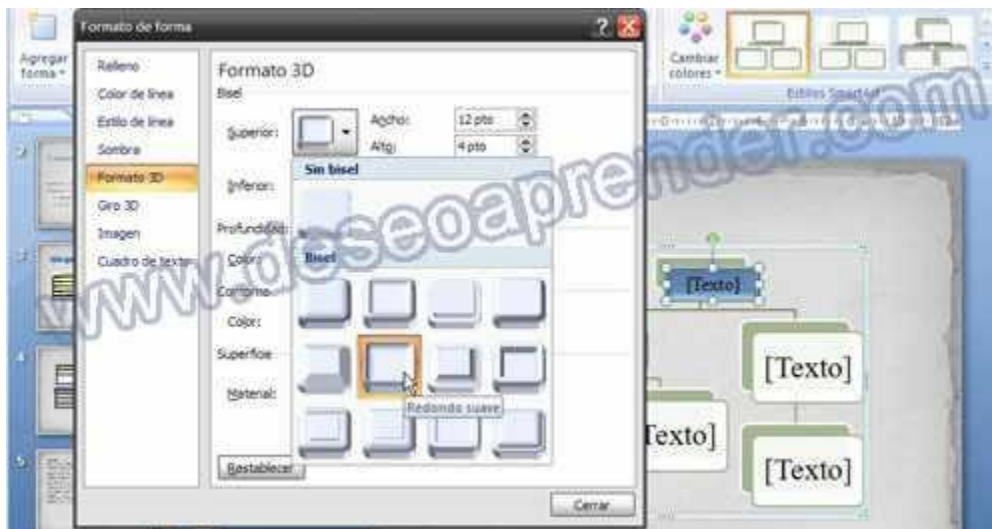 Formato de forma
Agregar
forma
Relleno
Color de línea
Estilo de línea
Sombra
Formato 3D
Giro 3D
Imagen
Cuadro de texto
Formato 3D
Bisel
Superior:
Ancho:
12 pto
Alto:
4 pto
Inferior:
Profundidad:
Color:
Contorno
Color:
Superficie
Material:
Sin bisel
Bisel
Redondo suave
Restablecer
Cerrar
Cambiar
colores
Estilos SmartArt
[Texto]
[Texto]
[Texto]
www.deseoaprender.com